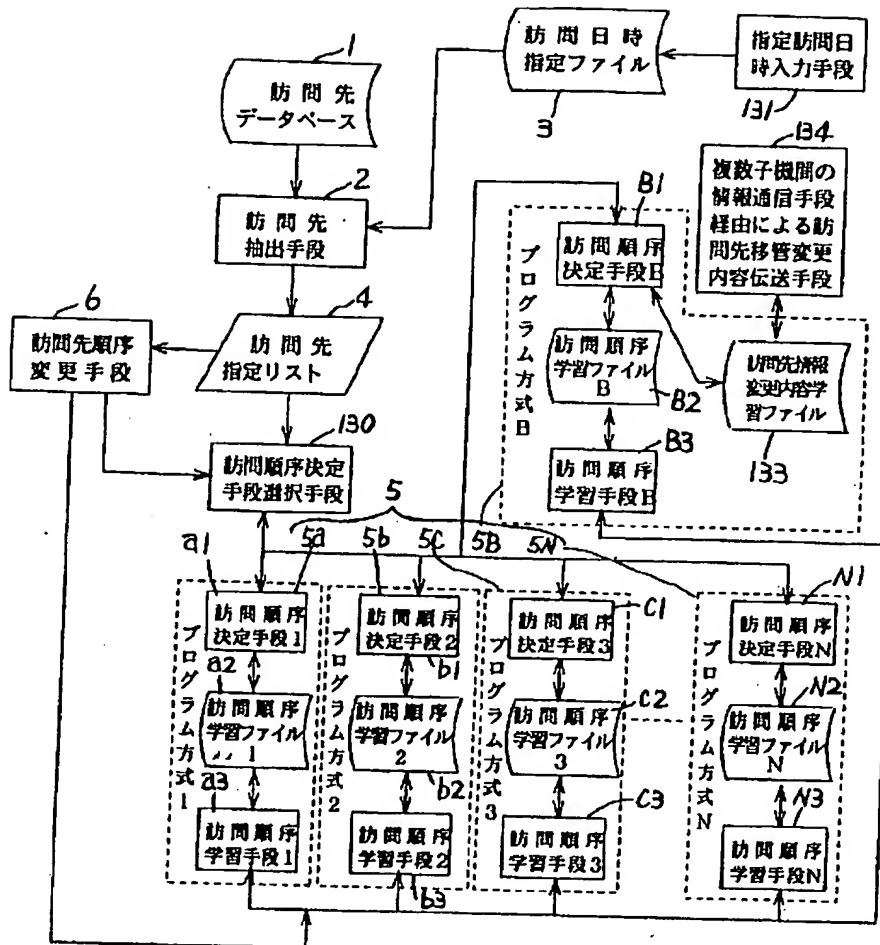 1
訪問先
データベース
訪問日時
指定ファイル
3
指定訪問日
時入力手段
131
2
訪問先
抽出手段
134
複数子機間の
情報通信手段
経由による訪
問先移管変更
内容伝送手段
6
訪問先順序
変更手段
4
訪問先
指定リスト
130
訪問順序決定
手段選択手段
プログラム方式B
B1
訪問順序
決定手段B
訪問順序
学習ファイル
B
B2
訪問先情報
変更内容学
習ファイル
133
B3
訪問順序
学習手段B
5
5a
5b
5C
5B
5N
プログラム方式1
a1
訪問順序
決定手段1
a2
訪問順序
学習ファイル
1
a3
訪問順序
学習手段1
プログラム方式2
訪問順序
決定手段2
b1
訪問順序
学習ファイル
2
b2
訪問順序
学習手段2
b3
プログラム方式3
C1
訪問順序
決定手段3
C2
訪問順序
学習ファイル
3
C3
訪問順序
学習手段3
プログラム方式N
N1
訪問順序
決定手段N
N2
訪問順序
学習ファイル
N
N3
訪問順序
学習手段N